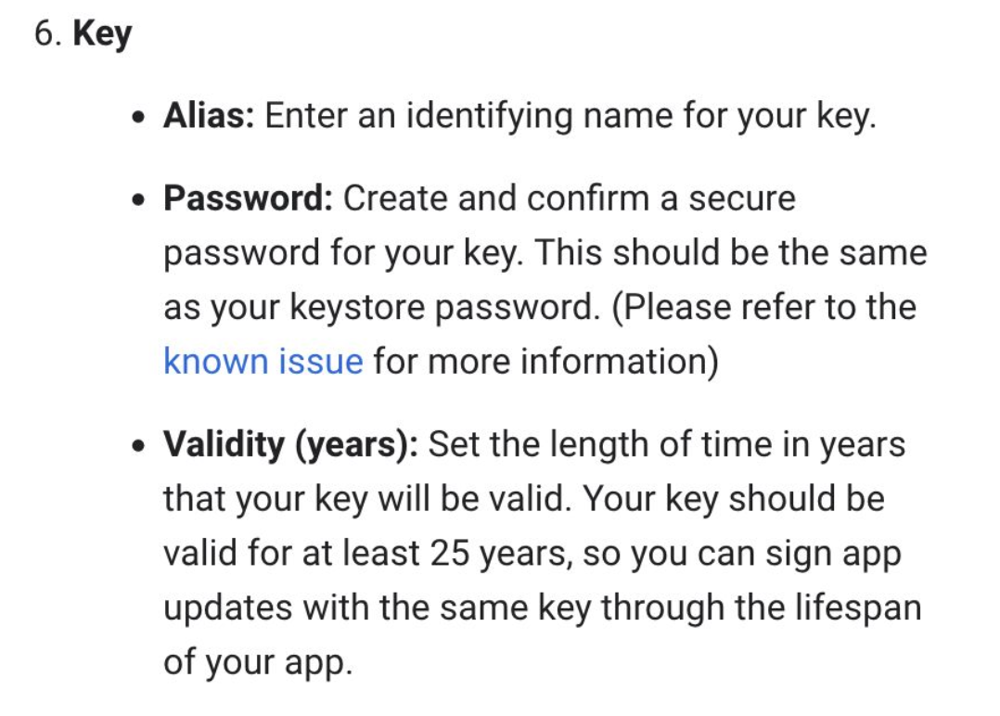 6. Key
• Alias: Enter an identifying name for your key.
• Password: Create and confirm a secure
password for your key. This should be the same
as your keystore password. (Please refer to the
known issue for more information)
• Validity (years): Set the length of time in years
that your key will be valid. Your key should be
valid for at least 25 years, so you can sign app
updates with the same key through the lifespan
of your app.